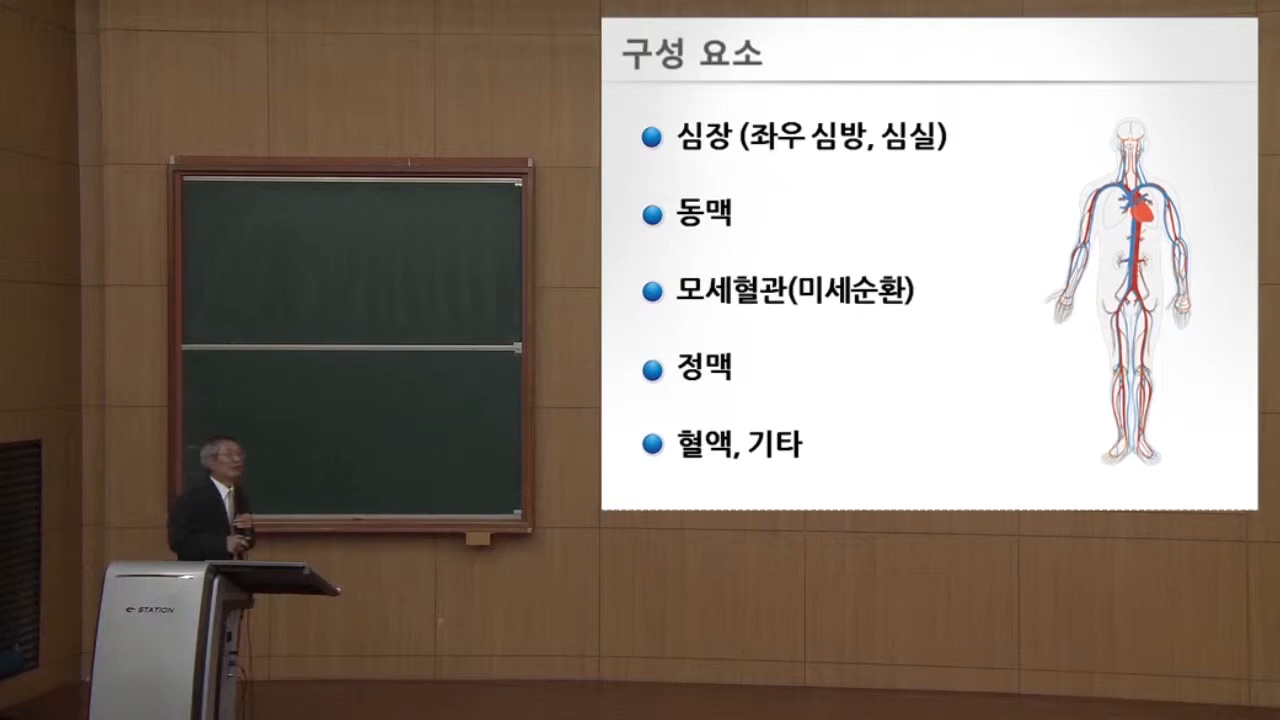 구성 요소
심장 (좌우 심방, 심실)
동맥
모세혈관(미세순환)
정맥
혈액, 기타
e-STATION